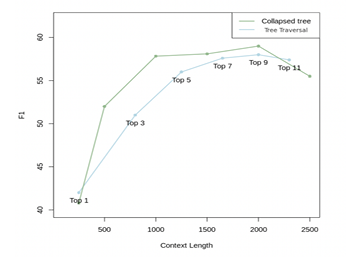 Collapsed tree
Tree Traversal
60
55
50
45
40
F1
Top 1
Top 3
Top 5
Top 7
Top 9
Top 11
500
1000
1500
2000
2500
Context Length